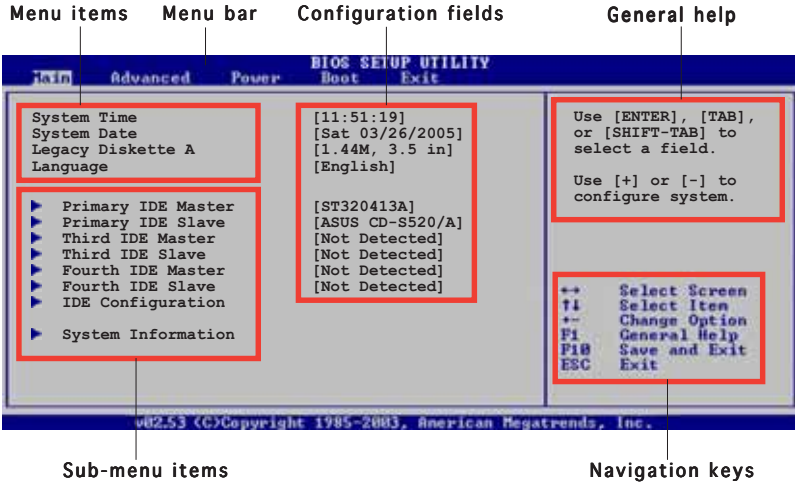 Menu items Menu bar Configuration fields General help
BIOS SETUP UTILITY
Main Advanced Power Boot Exit
System Time [11:51:19]
System Date [Sat 03/26/2005]
Legacy Diskette A [1.44M, 3.5 in]
Language [English]
Primary IDE Master [ST320413A]
Primary IDE Slave [ASUS CD-S520/A]
Third IDE Master [Not Detected]
Third IDE Slave [Not Detected]
Fourth IDE Master [Not Detected]
Fourth IDE Slave [Not Detected]
IDE Configuration
System Information
Use [ENTER], [TAB],
or [SHIFT-TAB] to
select a field.
Use [+] or [-] to
configure system.
↔ Select Screen
↑↓ Select Item
+- Change Option
F1 General Help
F10 Save and Exit
ESC Exit
v02.53 (C)Copyright 1985-2003, American Megatrends, Inc.
Sub-menu items Navigation keys